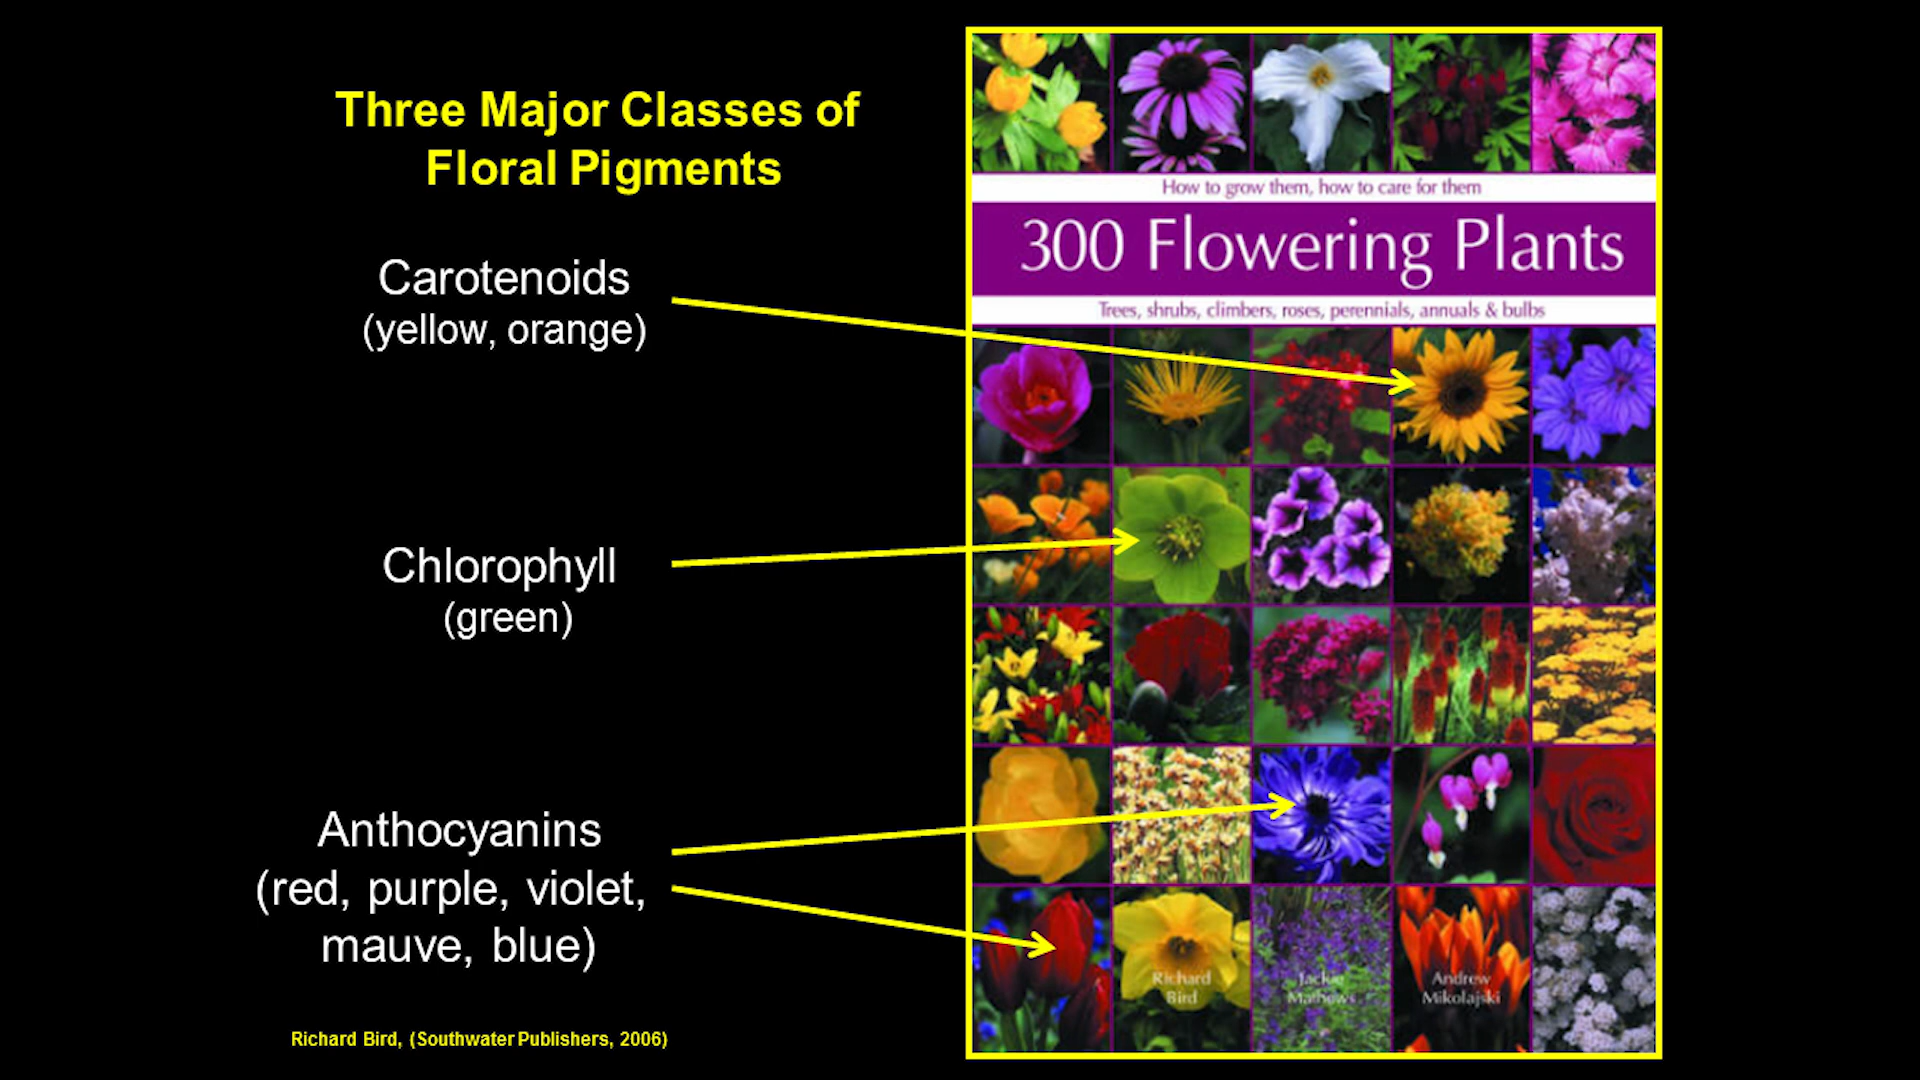 Three Major Classes of
Floral Pigments
Carotenoids
(yellow, orange)
Chlorophyll
(green)
Anthocyanins
(red, purple, violet,
mauve, blue)
Richard Bird, (Southwater Publishers, 2006)
How to grow them, how to care for them
300 Flowering Plants
Trees, shrubs, climbers, roses, perennials, annuals & bulbs
Richard
Bird
Jackie
Mathews
Andrew
Mikolajski